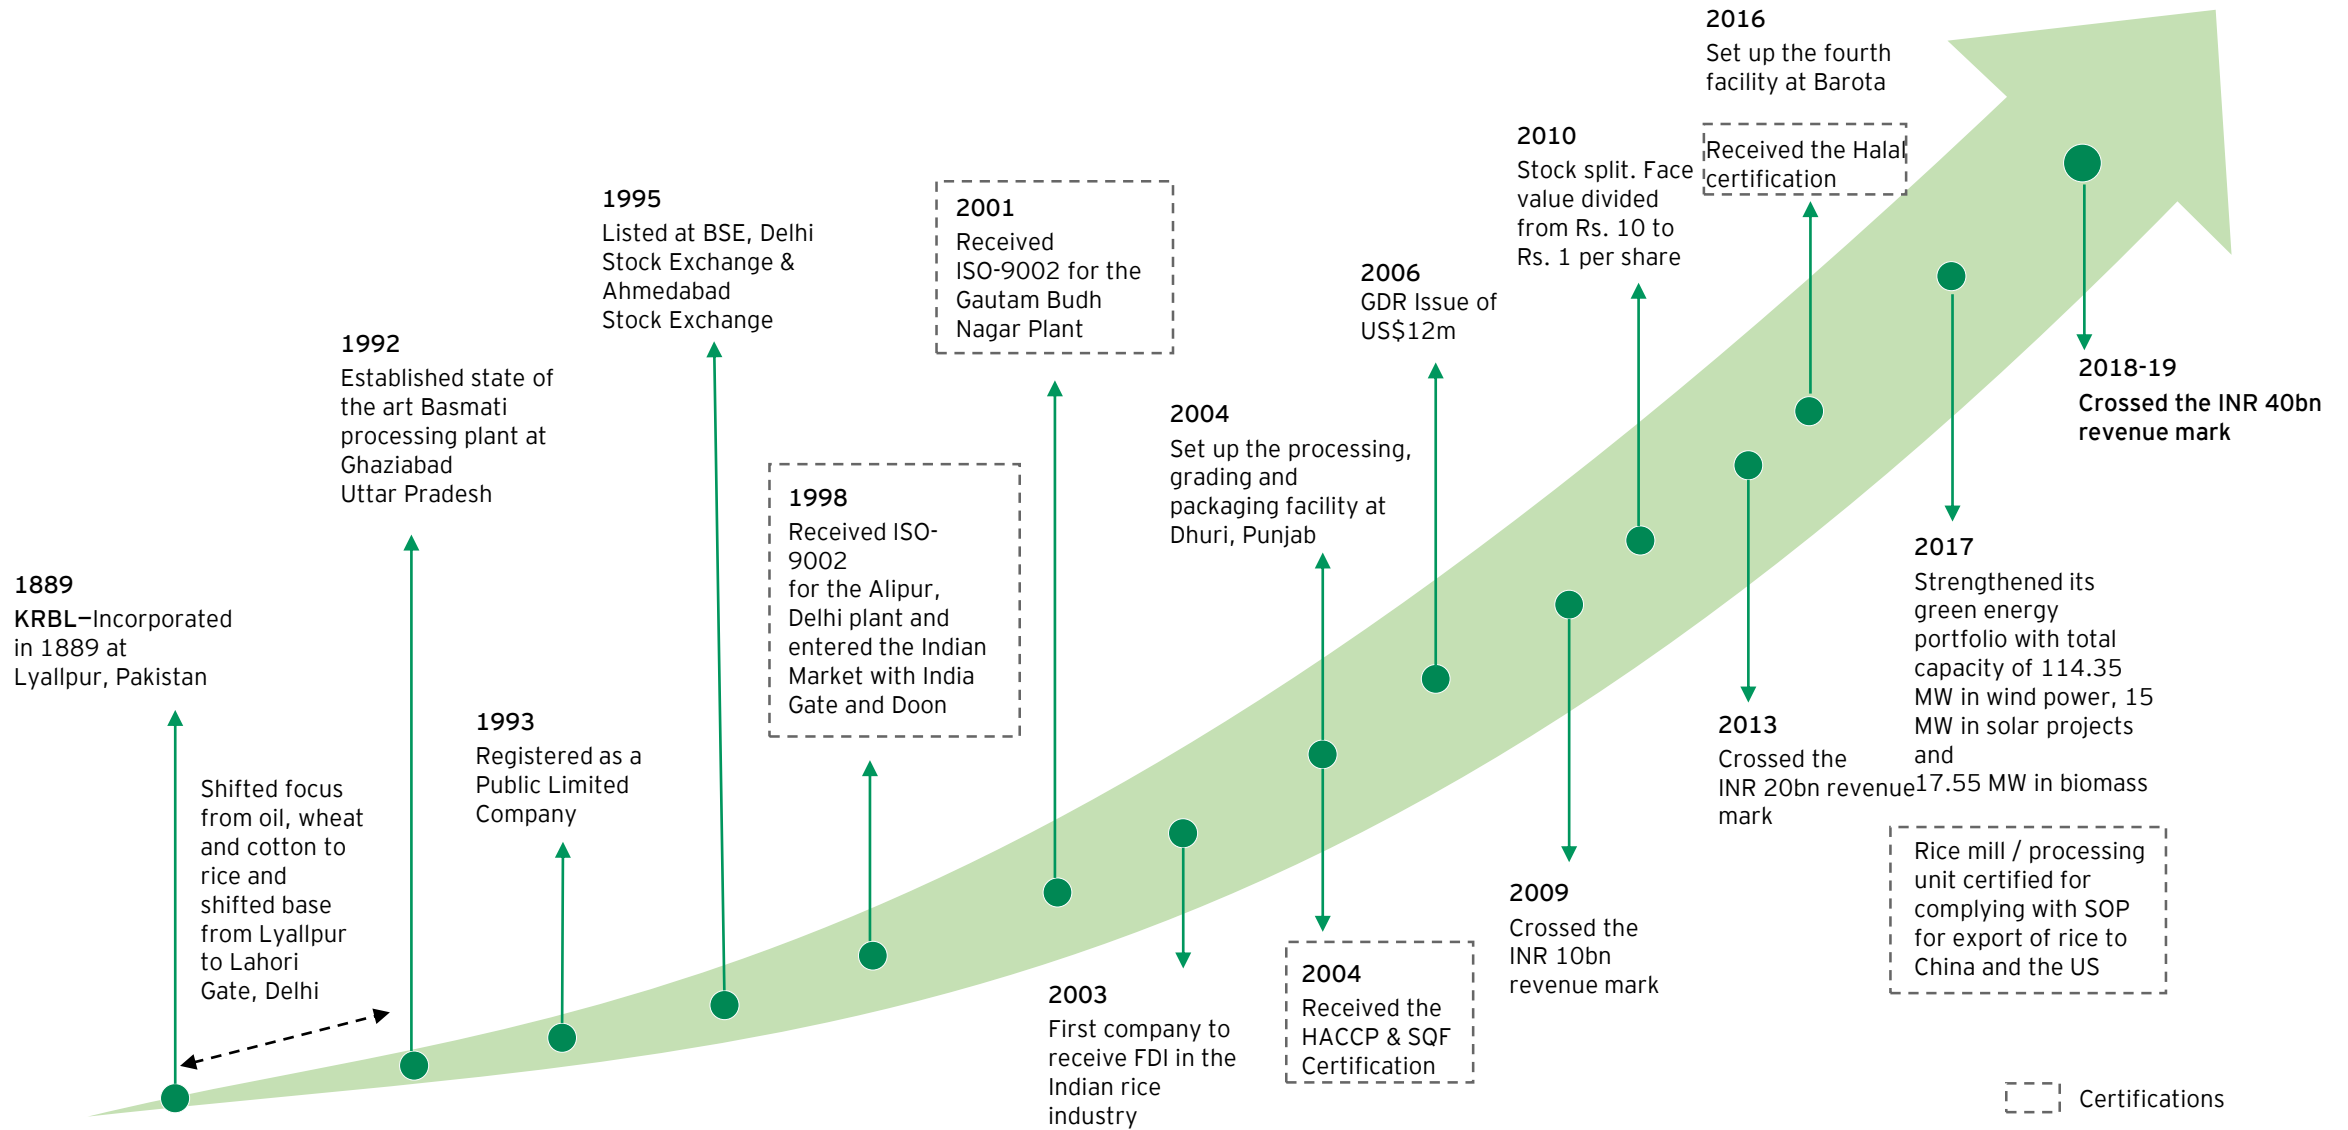 1889
KRBL–Incorporated
in 1889 at
Lyallpur, Pakistan
Shifted focus
from oil, wheat
and cotton to
rice and
shifted base
from Lyallpur
to Lahori
Gate, Delhi
1992
Established state of
the art Basmati
processing plant at
Ghaziabad
Uttar Pradesh
1993
Registered as a
Public Limited
Company
1995
Listed at BSE, Delhi
Stock Exchange &
Ahmedabad
Stock Exchange
1998
Received ISO-
9002
for the Alipur,
Delhi plant and
entered the Indian
Market with India
Gate and Doon
2001
Received
ISO-9002 for the
Gautam Budh
Nagar Plant
2003
First company to
receive FDI in the
Indian rice
industry
2004
Set up the processing,
grading and
packaging facility at
Dhuri, Punjab
2004
Received the
HACCP & SQF
Certification
2006
GDR Issue of
US$12m
2009
Crossed the
INR 10bn
revenue mark
2010
Stock split. Face
value divided
from Rs. 10 to
Rs. 1 per share
2013
Crossed the
INR 20bn revenue
mark
2016
Set up the fourth
facility at Barota
Received the Halal
certification
2017
Strengthened its
green energy
portfolio with total
capacity of 114.35
MW in wind power, 15
MW in solar projects
and
17.55 MW in biomass
Rice mill / processing
unit certified for
complying with SOP
for export of rice to
China and the US
2018-19
Crossed the INR 40bn
revenue mark
Certifications